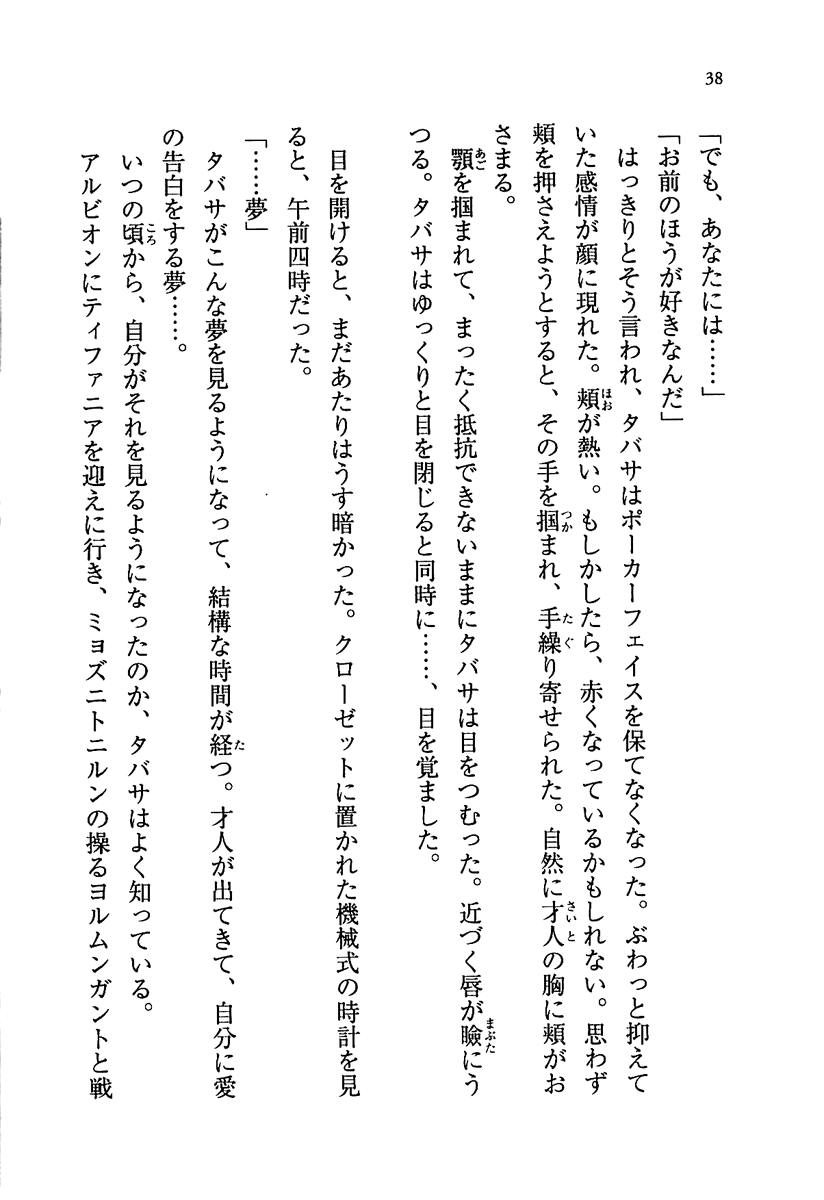 38
「でも、あなたには……」
「お前のほうが好きなんだ」
はっきりとそう言われ、タバサはポーカーフェイスを保てなくなった。ぶわっと抑えて
いた感情が顔に現れた。頬が熱い。もしかしたら、赤くなっているかもしれない。思わず
頬を押さえようとすると、その手を掴まれ、手繰り寄せられた。自然に才人の胸に頬がお
さまる。
顎を掴まれて、まったく抵抗できないままにタバサは目をつむった。近づく唇が瞼にう
つる。タバサはゆっくりと目を閉じると同時に……、目を覚ました。
目を開けると、まだあたりはうす暗かった。クローゼットに置かれた機械式の時計を見
ると、午前四時だった。
「……夢」
タバサがこんな夢を見るようになって、結構な時間が経つ。才人が出てきて、自分に愛
の告白をする夢……。
いつの頃から、自分がそれを見るようになったのか、タバサはよく知っている。
アルビオンにティファニアを迎えに行き、ミョズニトニルンの操るヨルムンガントと戦